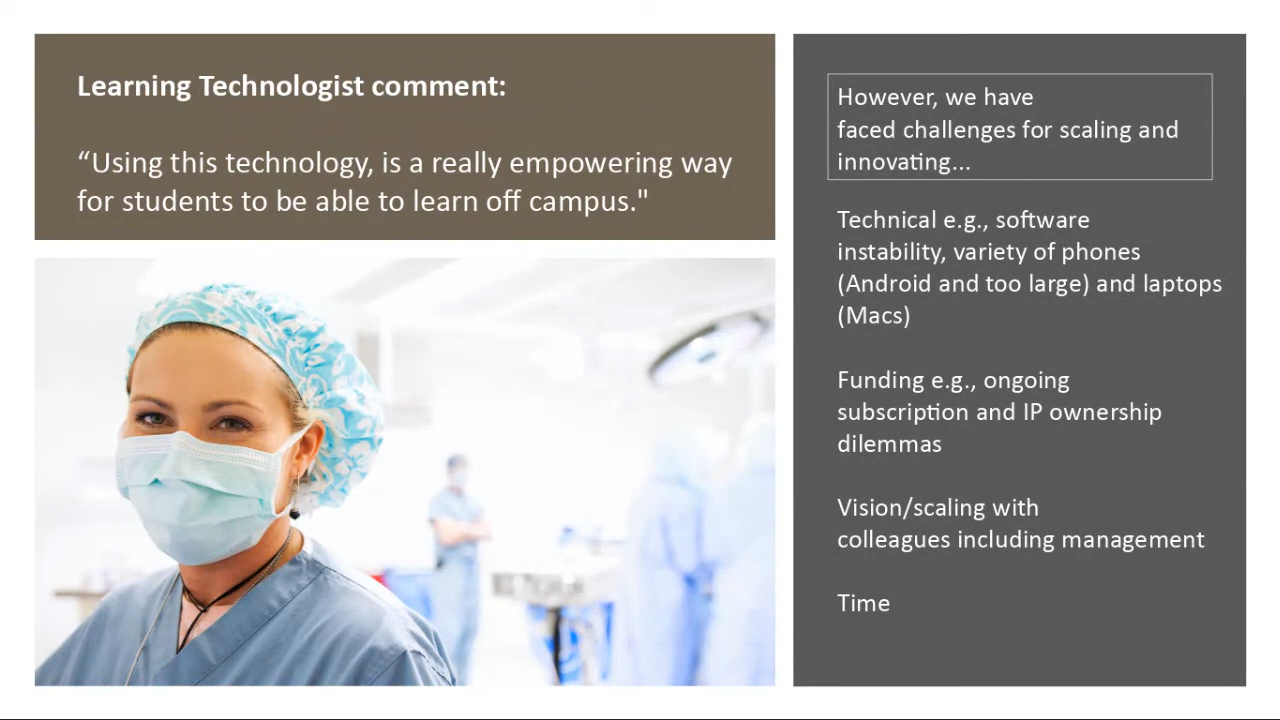 Learning Technologist comment:
“Using this technology, is a really empowering way
for students to be able to learn off campus."
However, we have
faced challenges for scaling and
innovating...
Technical e.g., software
instability, variety of phones
(Android and too large) and laptops
(Macs)
Funding e.g., ongoing
subscription and IP ownership
dilemmas
Vision/scaling with
colleagues including management
Time